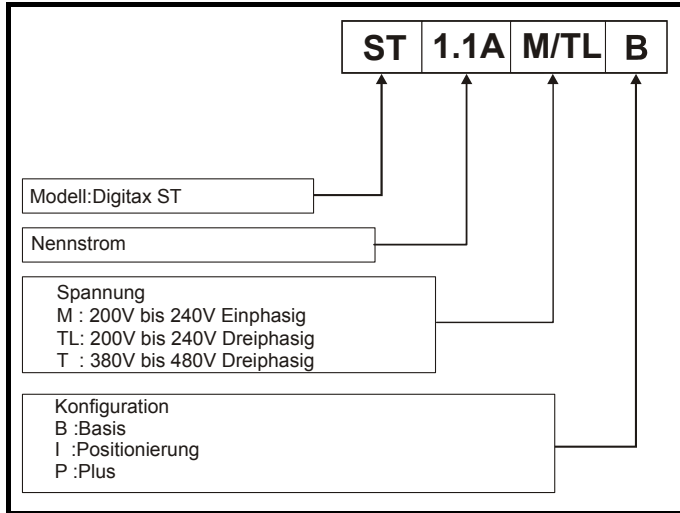 ST 1.1A M/TL B
Modell:Digitax ST
Nennstrom
Spannung
M : 200V bis 240V Einphasig
TL: 200V bis 240V Dreiphasig
T : 380V bis 480V Dreiphasig
Konfiguration
B :Basis
I :Positionierung
P :Plus